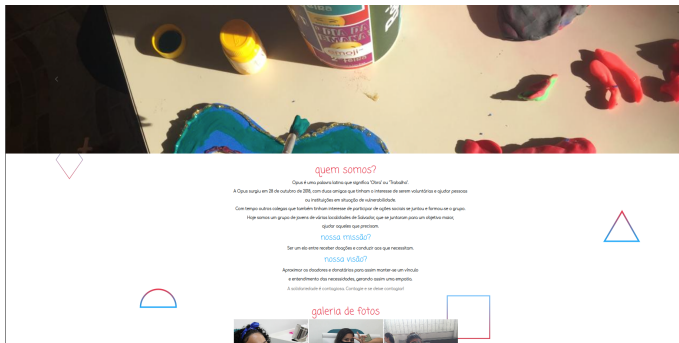 quem somos?
Opus é uma palavra latina que significa "Obra" ou "Trabalho".
A Opus surgiu em 28 de outubro de 2018, com duas amigas que tinham o interesse de serem voluntárias e ajudar pessoas
ou instituições em situação de vulnerabilidade.
Com tempo outros colegas que também tinham interesse de participar de ações sociais se juntou e formou-se o grupo.
Hoje somos um grupo de jovens de várias localidades de Salvador, que se juntaram para um objetivo maior,
ajudar aqueles que precisam.
nossa missão?
Ser um elo entre receber doações e conduzir aos que necessitam.
nossa visão?
Aproximar os doadores e donatários para assim manter-se um vínculo
e entendimento das necessidades, gerando assim uma empatia.
A solidariedade é contagiosa. Contagie e se deixe contagiar!
galeria de fotos